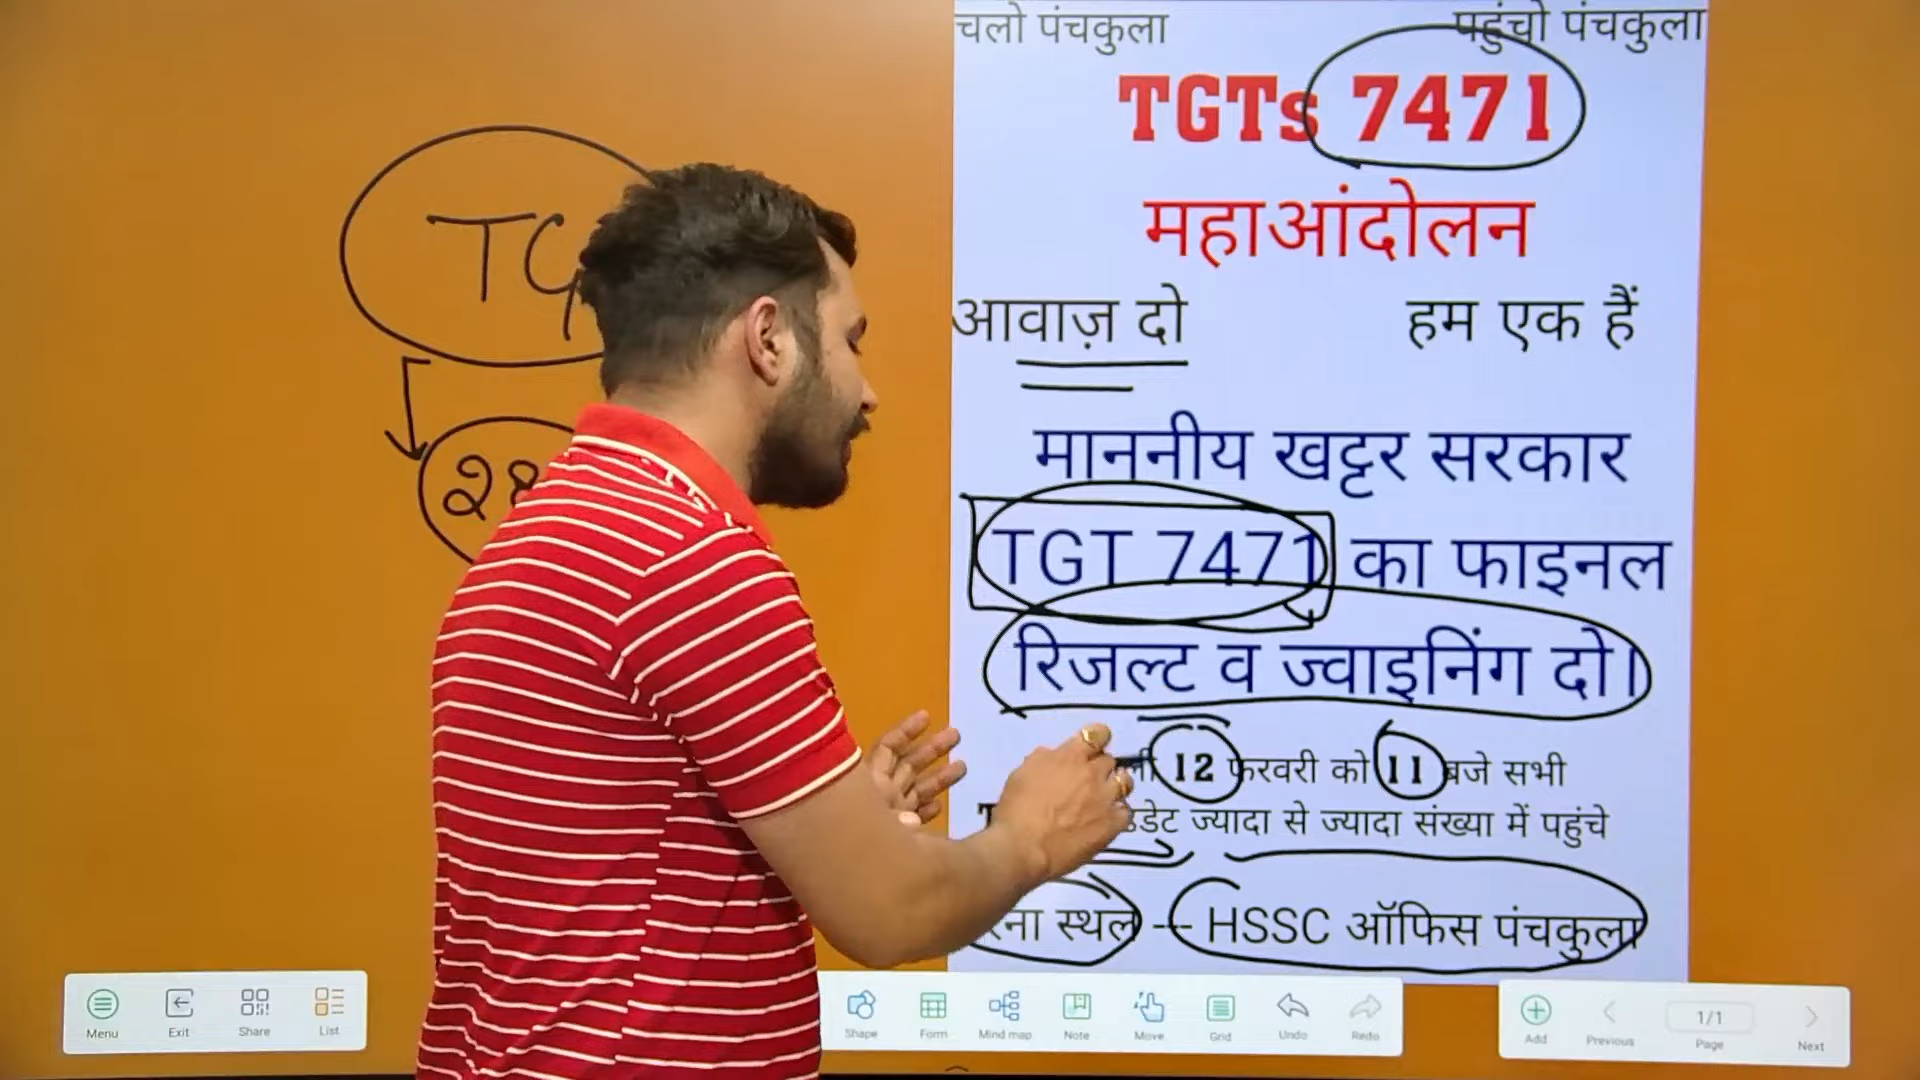 चलो पंचकुला पहुंचो पंचकुला
TGTs 7471
महाआंदोलन
आवाज़ दो हम एक हैं
माननीय खट्टर सरकार
TGT 7471 का फाइनल
रिजल्ट व ज्वाइनिंग दो।
12 फरवरी को 11 बजे सभी
ज्यादा से ज्यादा संख्या में पहुंचे
स्थल --- HSSC ऑफिस पंचकुला
TG
Menu Exit Share List Shape Form Mind map Note Move Grid Undo Redo Add Previous 1/1 Page Next